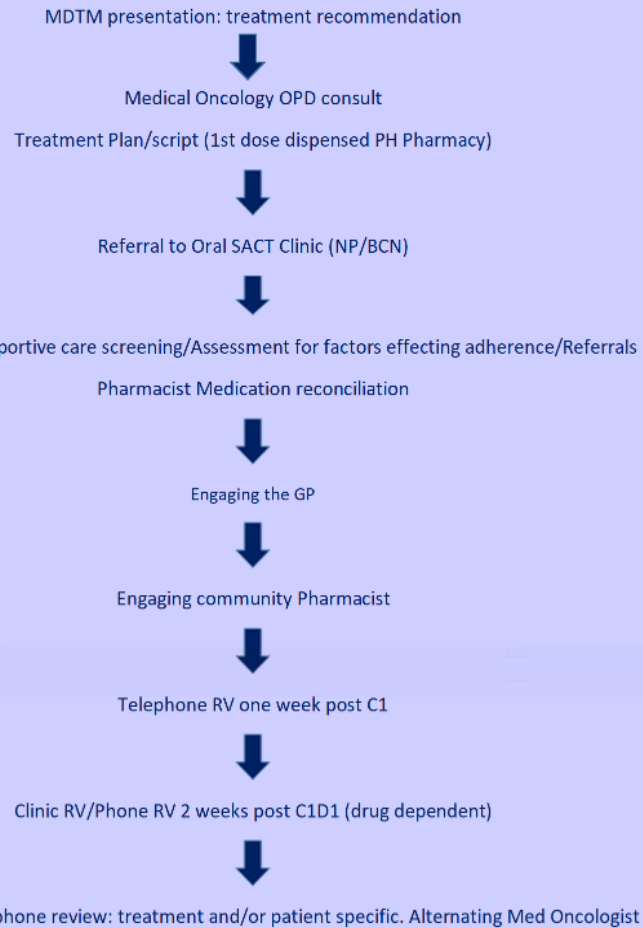 MDTM presentation: treatment recommendation
Medical Oncology OPD consult
Treatment Plan/script (1st dose dispensed PH Pharmacy)
Referral to Oral SACT Clinic (NP/BCN)
care screening/Assessment for factors effecting adherence/Referrals
Pharmacist Medication reconciliation
Engaging the GP
Engaging community Pharmacist
Telephone RV one week post C1
Clinic RV/Phone RV 2 weeks post C1D1 (drug dependent)
review: treatment and/or patient specific. Alternating Med Oncologist